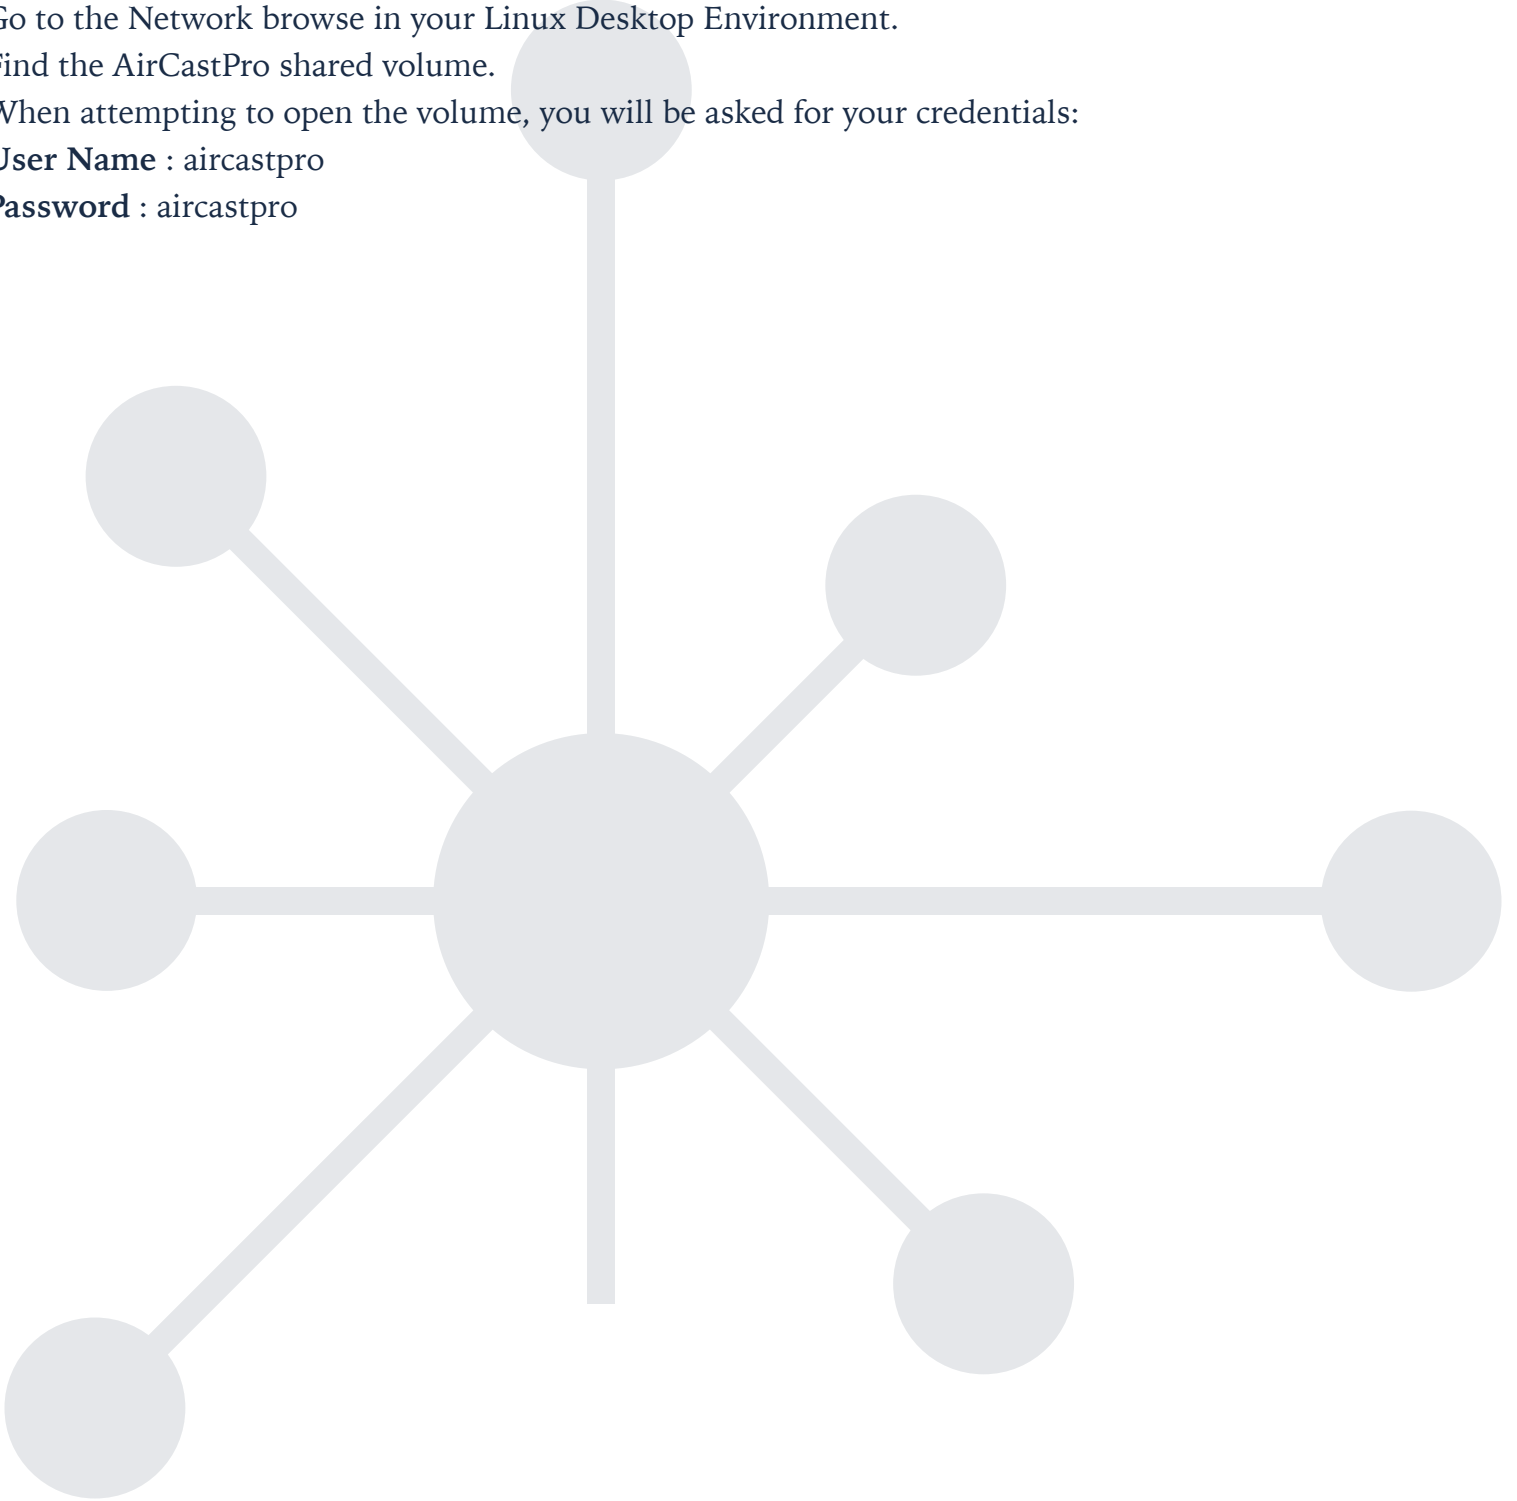 Go to the Network browse in your Linux Desktop Environment.
Find the AirCastPro shared volume.
When attempting to open the volume, you will be asked for your credentials:
User Name : aircastpro
Password : aircastpro